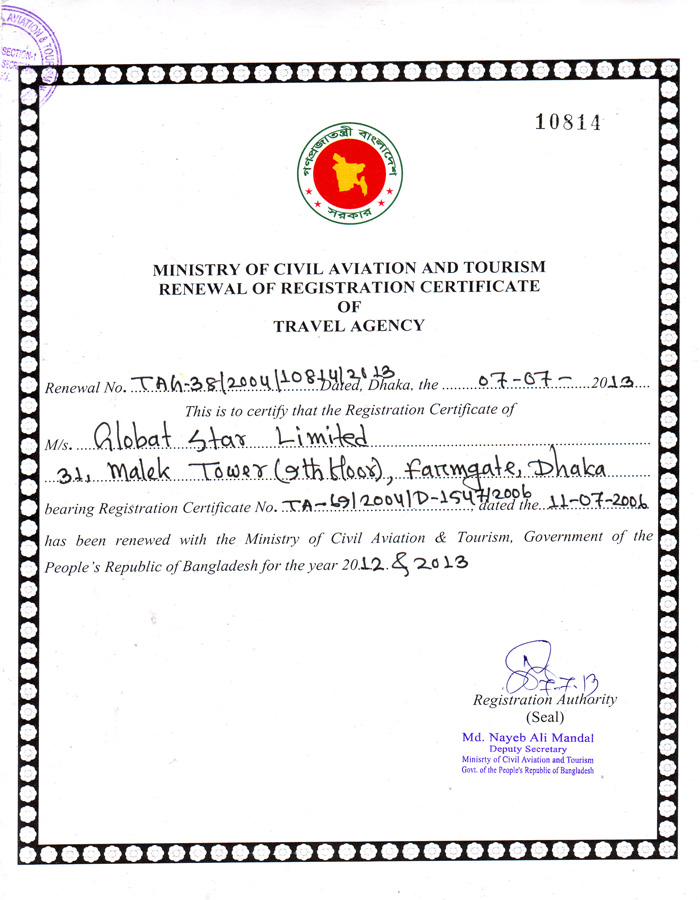 AVIATION & TOURISM
SECTION-1
10814
গণপ্রজাতন্ত্রী বাংলাদেশ
সরকার
MINISTRY OF CIVIL AVIATION AND TOURISM
RENEWAL OF REGISTRATION CERTIFICATE
OF
TRAVEL AGENCY
Renewal No. TAG-38/2004/10814/2013 Dated, Dhaka, the 07-07- 2013
This is to certify that the Registration Certificate of
M/s. Globat Star Limited
31, Malek Tower (9th floor), Farmgate, Dhaka
bearing Registration Certificate No. TA-69/2004/D-1547/2006, dated the 11-07-2006
has been renewed with the Ministry of Civil Aviation & Tourism, Government of the
People's Republic of Bangladesh for the year 2012 & 2013
7-7-13
Registration Authority
(Seal)
Md. Nayeb Ali Mandal
Deputy Secretary
Minisrty of Civil Aviation and Tourism
Govt. of the People's Republic of Bangladesh